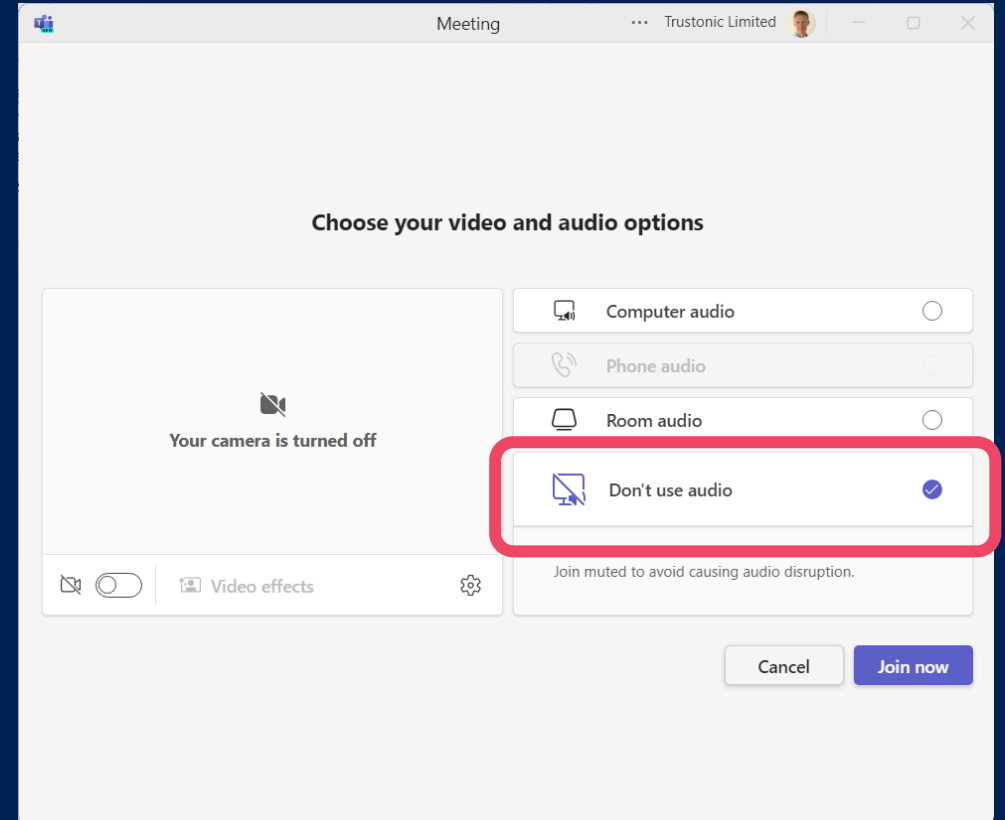 Meeting
Trustonic Limited
NEW
Choose your video and audio options
Computer audio
Phone audio
Room audio
Your camera is turned off
Don't use audio
Join muted to avoid causing audio disruption.
Video effects
Cancel
Join now